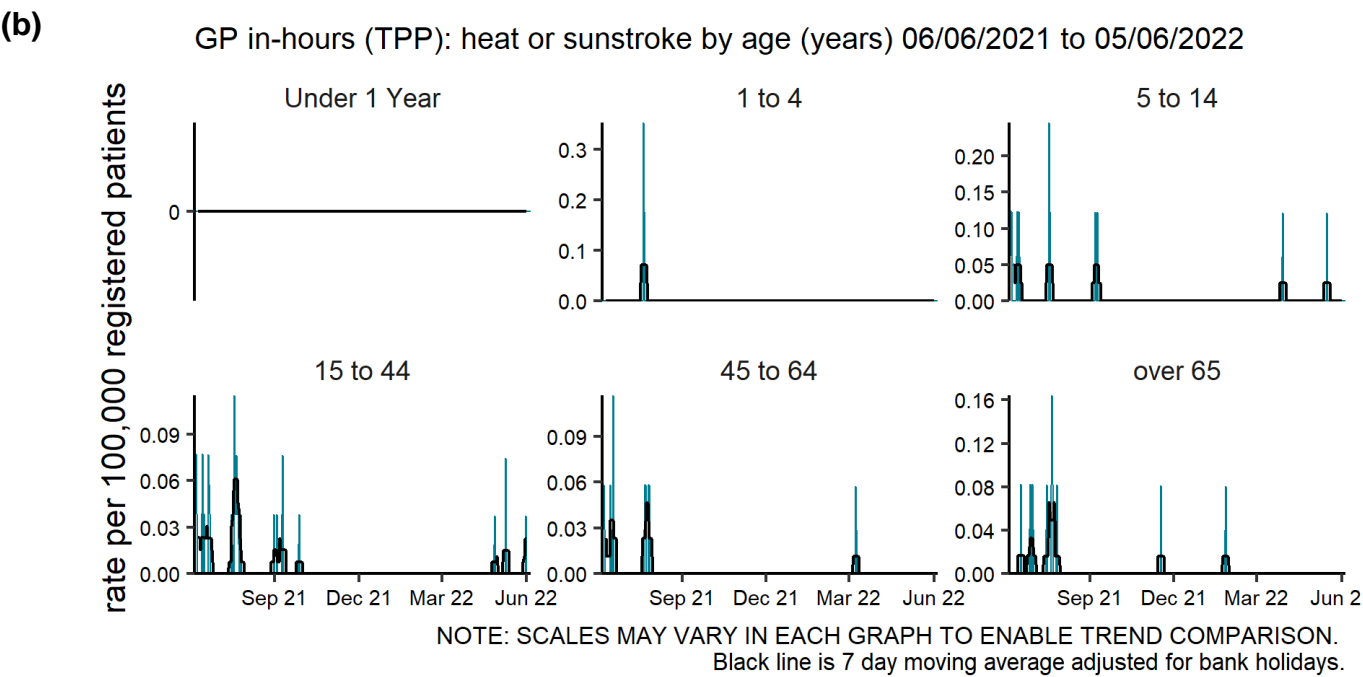 (b)
GP in-hours (TPP): heat or sunstroke by age (years) 06/06/2021 to 05/06/2022
rate per 100,000 registered patients
Under 1 Year
0
1 to 4
0.3
0.2
0.1
0.0
5 to 14
0.20
0.15
0.10
0.05
0.00
15 to 44
0.09
0.06
0.03
0.00
Sep 21 Dec 21 Mar 22 Jun 22
45 to 64
0.09
0.06
0.03
0.00
Sep 21 Dec 21 Mar 22 Jun 22
over 65
0.16
0.12
0.08
0.04
0.00
Sep 21 Dec 21 Mar 22 Jun 2
NOTE: SCALES MAY VARY IN EACH GRAPH TO ENABLE TREND COMPARISON.
Black line is 7 day moving average adjusted for bank holidays.